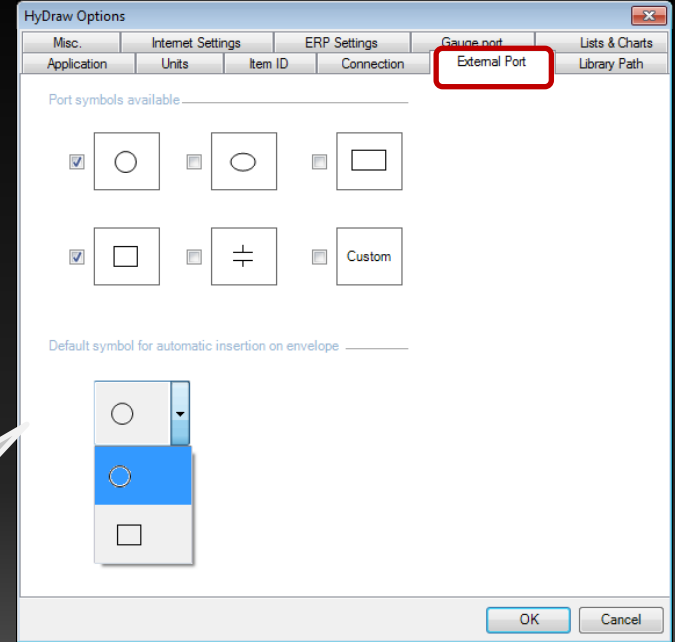 HyDraw Options
Misc. Internet Settings ERP Settings Gauge port Lists & Charts
Application Units Item ID Connection External Port Library Path
Port symbols available
Custom
Default symbol for automatic insertion on envelope
OK Cancel